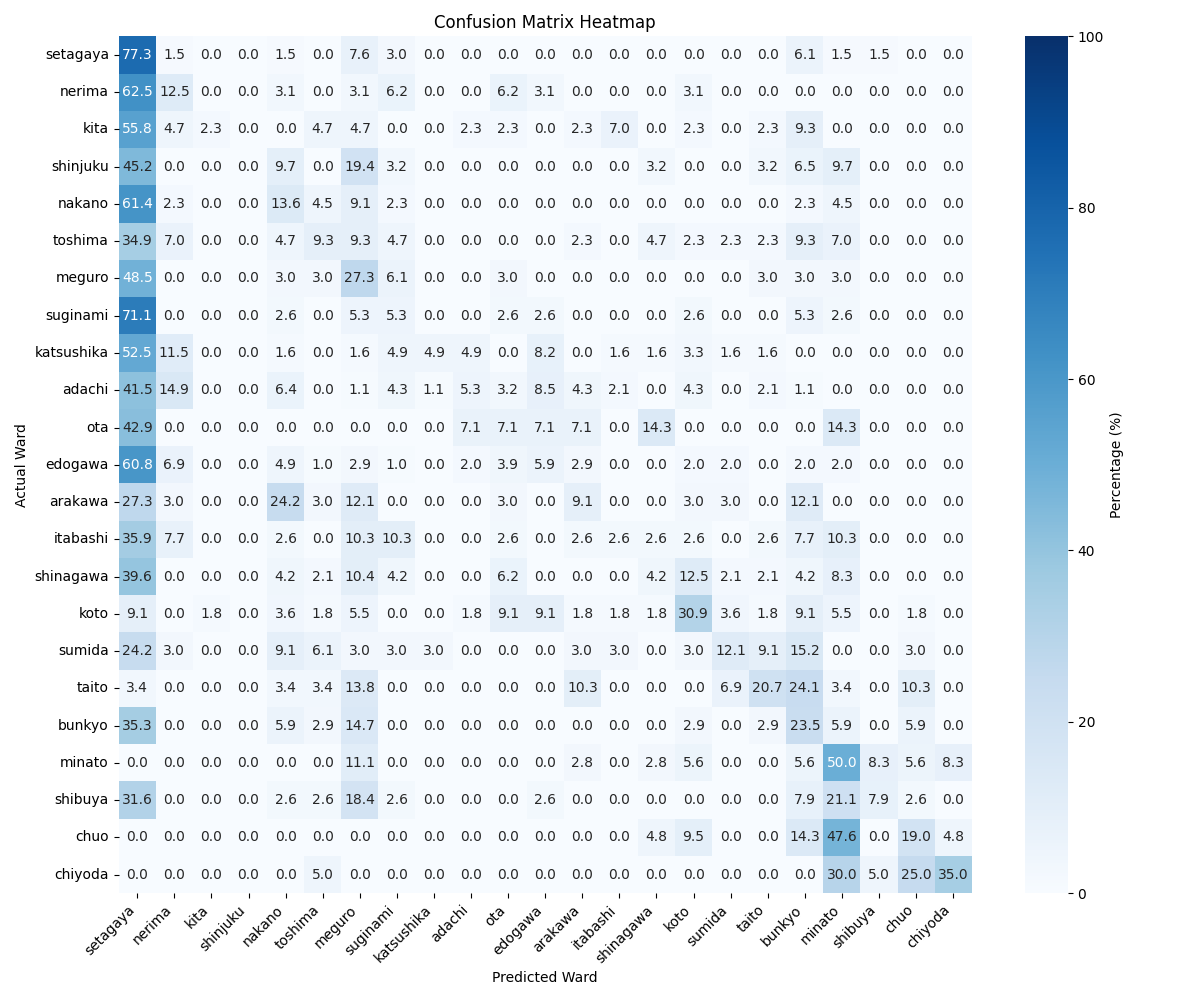 Confusion Matrix Heatmap
setagaya 77.3 1.5 0.0 0.0 1.5 0.0 7.6 3.0 0.0 0.0 0.0 0.0 0.0 0.0 0.0 0.0 0.0 0.0 6.1 1.5 1.5 0.0 0.0
nerima 62.5 12.5 0.0 0.0 3.1 0.0 3.1 6.2 0.0 0.0 6.2 3.1 0.0 0.0 0.0 3.1 0.0 0.0 0.0 0.0 0.0 0.0 0.0
kita 55.8 4.7 2.3 0.0 0.0 4.7 4.7 0.0 0.0 2.3 2.3 0.0 2.3 7.0 0.0 2.3 0.0 2.3 9.3 0.0 0.0 0.0 0.0
shinjuku 45.2 0.0 0.0 0.0 9.7 0.0 19.4 3.2 0.0 0.0 0.0 0.0 0.0 0.0 3.2 0.0 0.0 3.2 6.5 9.7 0.0 0.0 0.0
nakano 61.4 2.3 0.0 0.0 13.6 4.5 9.1 2.3 0.0 0.0 0.0 0.0 0.0 0.0 0.0 0.0 0.0 0.0 2.3 4.5 0.0 0.0 0.0
toshima 34.9 7.0 0.0 0.0 4.7 9.3 9.3 4.7 0.0 0.0 0.0 0.0 2.3 0.0 4.7 2.3 2.3 2.3 9.3 7.0 0.0 0.0 0.0
meguro 48.5 0.0 0.0 0.0 3.0 3.0 27.3 6.1 0.0 0.0 3.0 0.0 0.0 0.0 0.0 0.0 0.0 3.0 3.0 3.0 0.0 0.0 0.0
suginami 71.1 0.0 0.0 0.0 2.6 0.0 5.3 5.3 0.0 0.0 2.6 2.6 0.0 0.0 0.0 2.6 0.0 0.0 5.3 2.6 0.0 0.0 0.0
katsushika 52.5 11.5 0.0 0.0 1.6 0.0 1.6 4.9 4.9 4.9 0.0 8.2 0.0 1.6 1.6 3.3 1.6 1.6 0.0 0.0 0.0 0.0 0.0
adachi 41.5 14.9 0.0 0.0 6.4 0.0 1.1 4.3 1.1 5.3 3.2 8.5 4.3 2.1 0.0 4.3 0.0 2.1 1.1 0.0 0.0 0.0 0.0
ota 42.9 0.0 0.0 0.0 0.0 0.0 0.0 0.0 0.0 7.1 7.1 7.1 7.1 0.0 14.3 0.0 0.0 0.0 0.0 14.3 0.0 0.0 0.0
edogawa 60.8 6.9 0.0 0.0 4.9 1.0 2.9 1.0 0.0 2.0 3.9 5.9 2.9 0.0 0.0 2.0 2.0 0.0 2.0 2.0 0.0 0.0 0.0
arakawa 27.3 3.0 0.0 0.0 24.2 3.0 12.1 0.0 0.0 0.0 3.0 0.0 9.1 0.0 0.0 3.0 3.0 0.0 12.1 0.0 0.0 0.0 0.0
itabashi 35.9 7.7 0.0 0.0 2.6 0.0 10.3 10.3 0.0 0.0 2.6 0.0 2.6 2.6 2.6 2.6 0.0 2.6 7.7 10.3 0.0 0.0 0.0
shinagawa 39.6 0.0 0.0 0.0 4.2 2.1 10.4 4.2 0.0 0.0 6.2 0.0 0.0 0.0 4.2 12.5 2.1 2.1 4.2 8.3 0.0 0.0 0.0
koto 9.1 0.0 1.8 0.0 3.6 1.8 5.5 0.0 0.0 1.8 9.1 9.1 1.8 1.8 1.8 30.9 3.6 1.8 9.1 5.5 0.0 1.8 0.0
sumida 24.2 3.0 0.0 0.0 9.1 6.1 3.0 3.0 3.0 0.0 0.0 0.0 3.0 3.0 0.0 3.0 12.1 9.1 15.2 0.0 0.0 3.0 0.0
taito 3.4 0.0 0.0 0.0 3.4 3.4 13.8 0.0 0.0 0.0 0.0 0.0 10.3 0.0 0.0 0.0 6.9 20.7 24.1 3.4 0.0 10.3 0.0
bunkyo 35.3 0.0 0.0 0.0 5.9 2.9 14.7 0.0 0.0 0.0 0.0 0.0 0.0 0.0 0.0 2.9 0.0 2.9 23.5 5.9 0.0 5.9 0.0
minato 0.0 0.0 0.0 0.0 0.0 0.0 11.1 0.0 0.0 0.0 0.0 0.0 2.8 0.0 2.8 5.6 0.0 0.0 5.6 50.0 8.3 5.6 8.3
shibuya 31.6 0.0 0.0 0.0 2.6 2.6 18.4 2.6 0.0 0.0 0.0 2.6 0.0 0.0 0.0 0.0 0.0 0.0 7.9 21.1 7.9 2.6 0.0
chuo 0.0 0.0 0.0 0.0 0.0 0.0 0.0 0.0 0.0 0.0 0.0 0.0 0.0 0.0 4.8 9.5 0.0 0.0 14.3 47.6 0.0 19.0 4.8
chiyoda 0.0 0.0 0.0 0.0 0.0 5.0 0.0 0.0 0.0 0.0 0.0 0.0 0.0 0.0 0.0 0.0 0.0 0.0 0.0 30.0 5.0 25.0 35.0
setagaya nerima kita shinjuku nakano toshima meguro suginami katsushika adachi ota edogawa arakawa itabashi shinagawa koto sumida taito bunkyo minato shibuya chuo chiyoda
Predicted Ward
Actual Ward
100
80
60
40
20
0
Percentage (%)